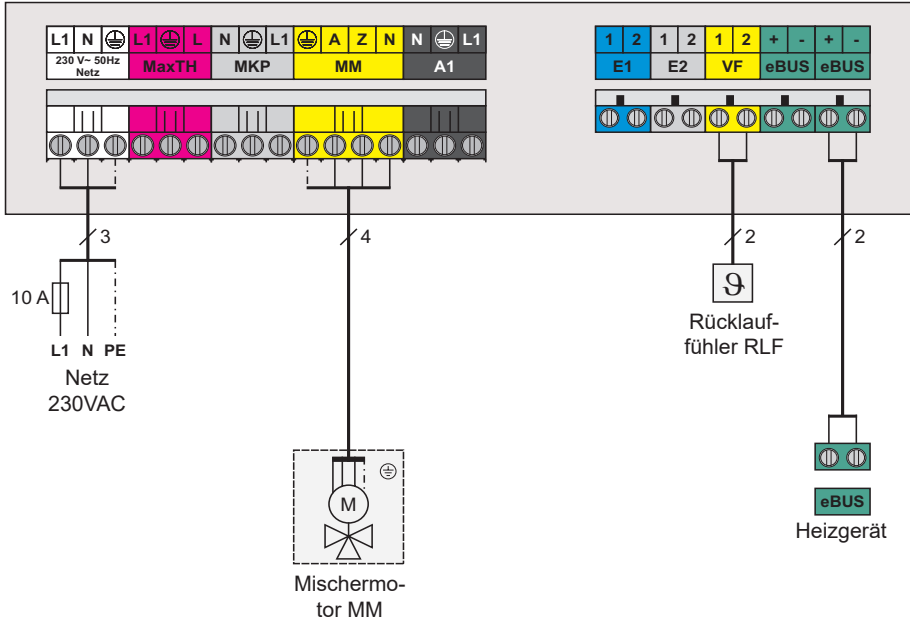 L1 N L1 L N L1 A Z N N L1
230 V~ 50Hz
Netz
MaxTH MKP MM A1
1 2 1 2 1 2 + - + -
E1 E2 VF eBUS eBUS
3
4
2
2
10 A
L1 N PE
Netz
230VAC
ϑ
Rücklauf-
fühler RLF
M
Mischermo-
tor MM
eBUS
Heizgerät